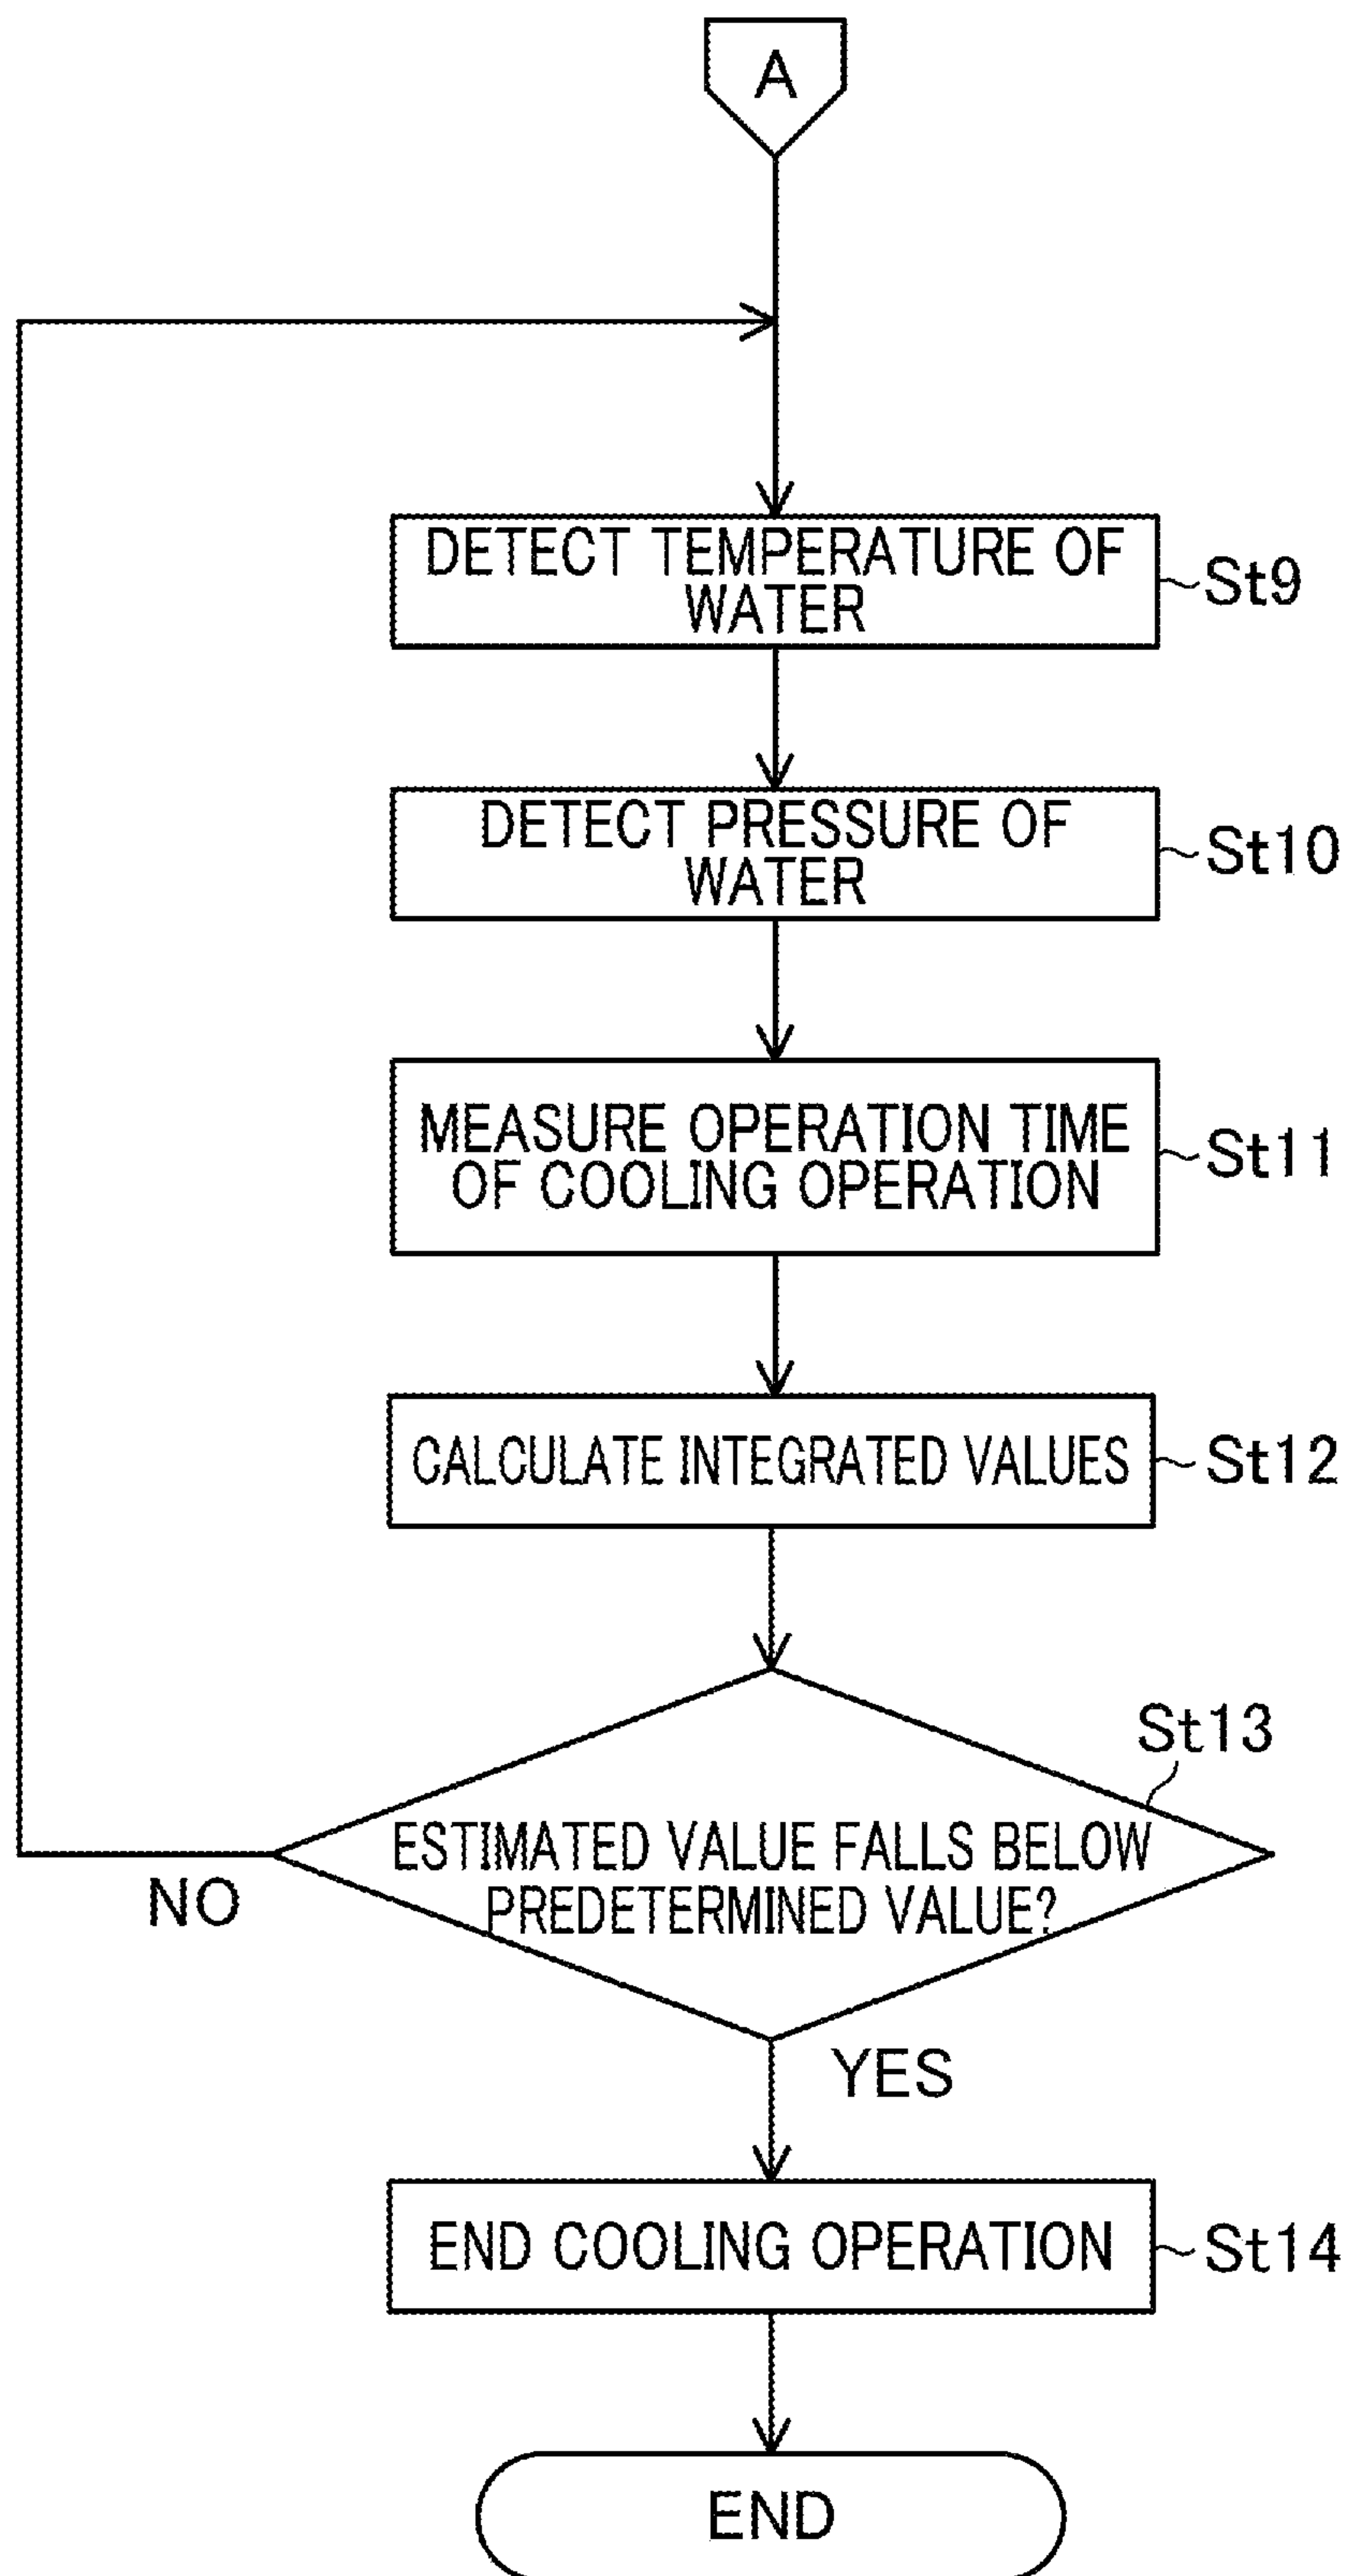 A
DETECT TEMPERATURE OF
WATER
St9
DETECT PRESSURE OF
WATER
St10
MEASURE OPERATION TIME
OF COOLING OPERATION
St11
CALCULATE INTEGRATED VALUES
St12
St13
ESTIMATED VALUE FALLS BELOW
PREDETERMINED VALUE?
NO
YES
END COOLING OPERATION
St14
END